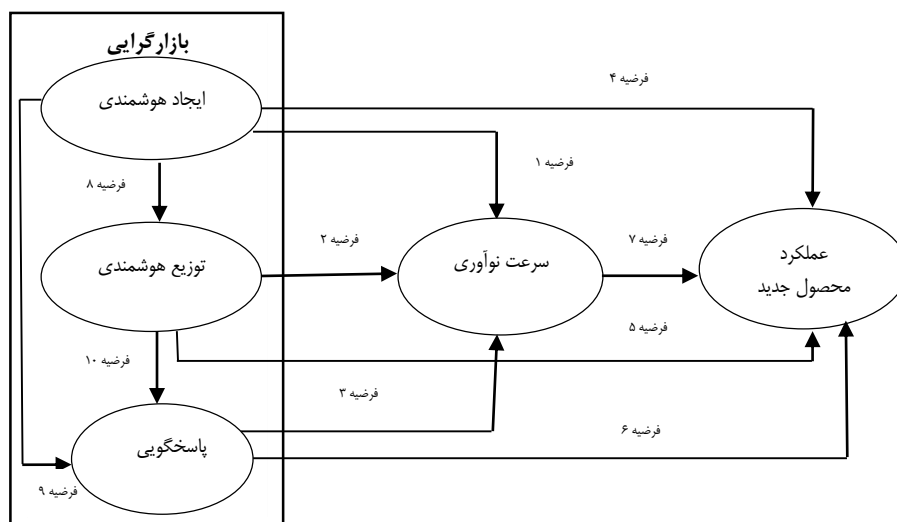 بازارگرایی
ایجاد هوشمندی
فرضیه ۴
فرضیه ۱
فرضیه ۸
توزیع هوشمندی
فرضیه ۲
سرعت نوآوری
فرضیه ۷
عملکرد
محصول جدید
فرضیه ۵
فرضیه ۱۰
فرضیه ۳
پاسخگویی
فرضیه ۶
فرضیه ۹